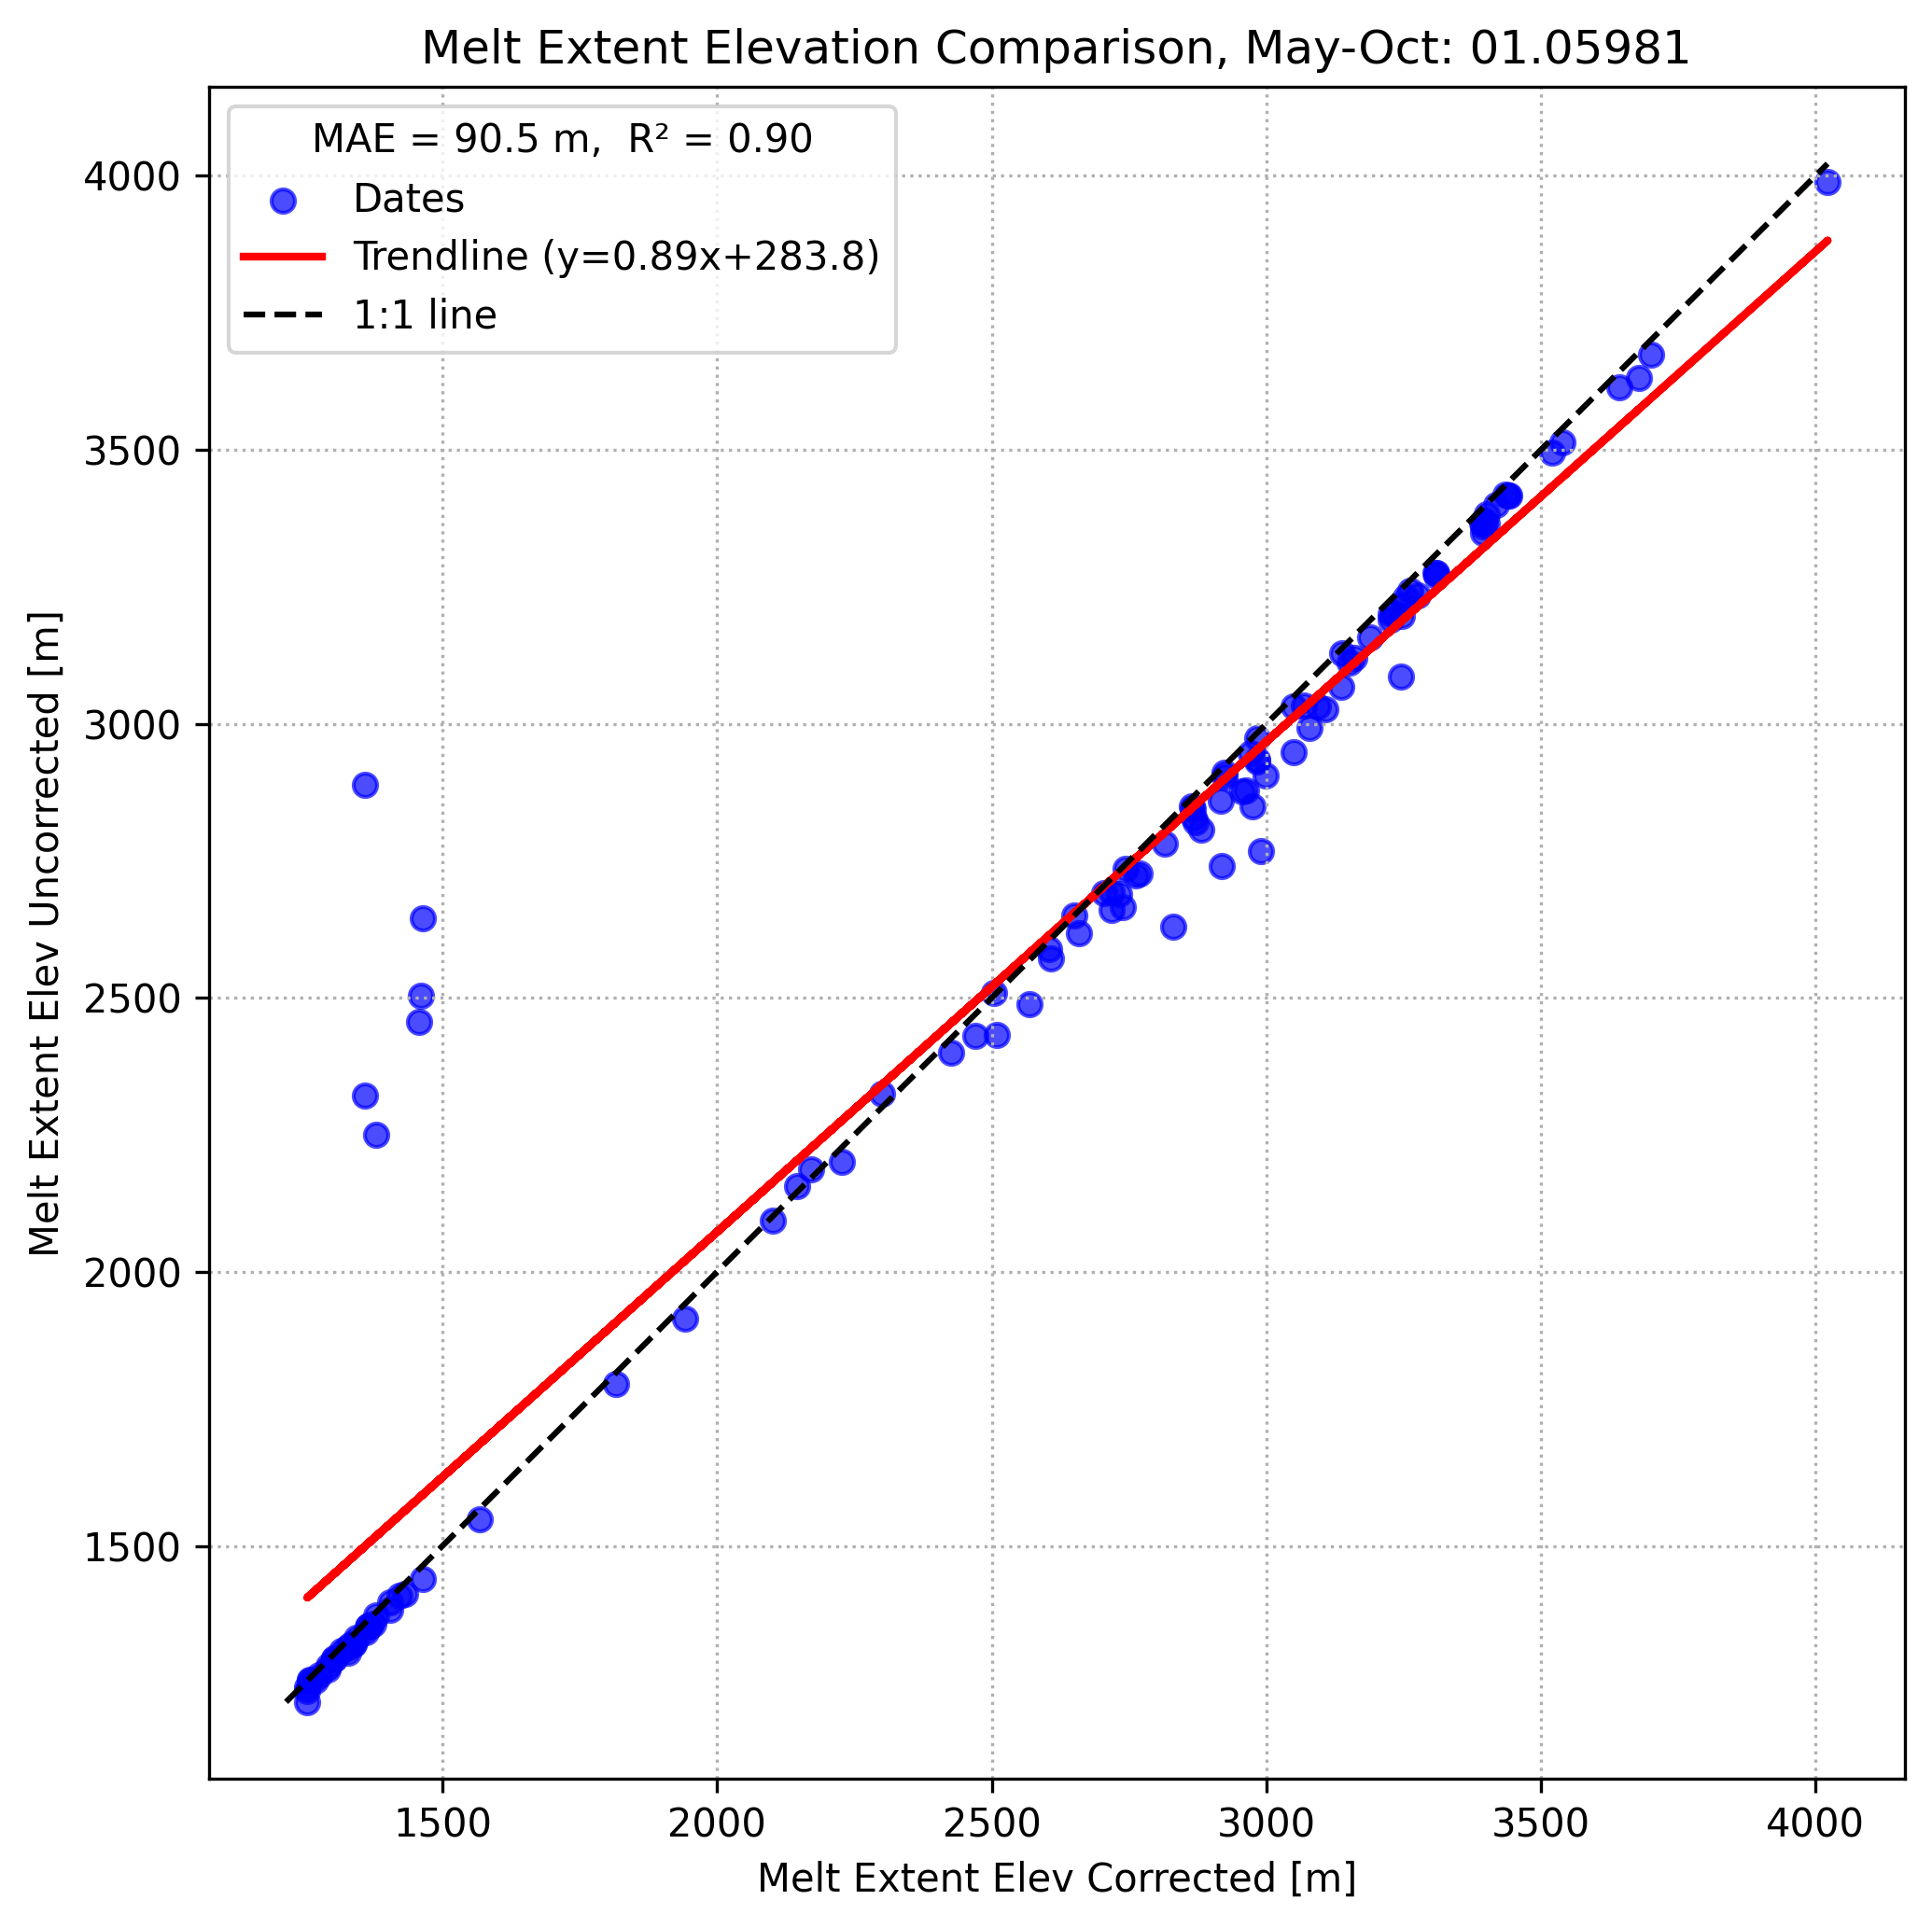 Melt Extent Elevation Comparison, May-Oct: 01.05981
MAE = 90.5 m, R² = 0.90
Dates
Trendline (y=0.89x+283.8)
1:1 line
4000
3500
3000
2500
2000
1500
Melt Extent Elev Uncorrected [m]
1500 2000 2500 3000 3500 4000
Melt Extent Elev Corrected [m]